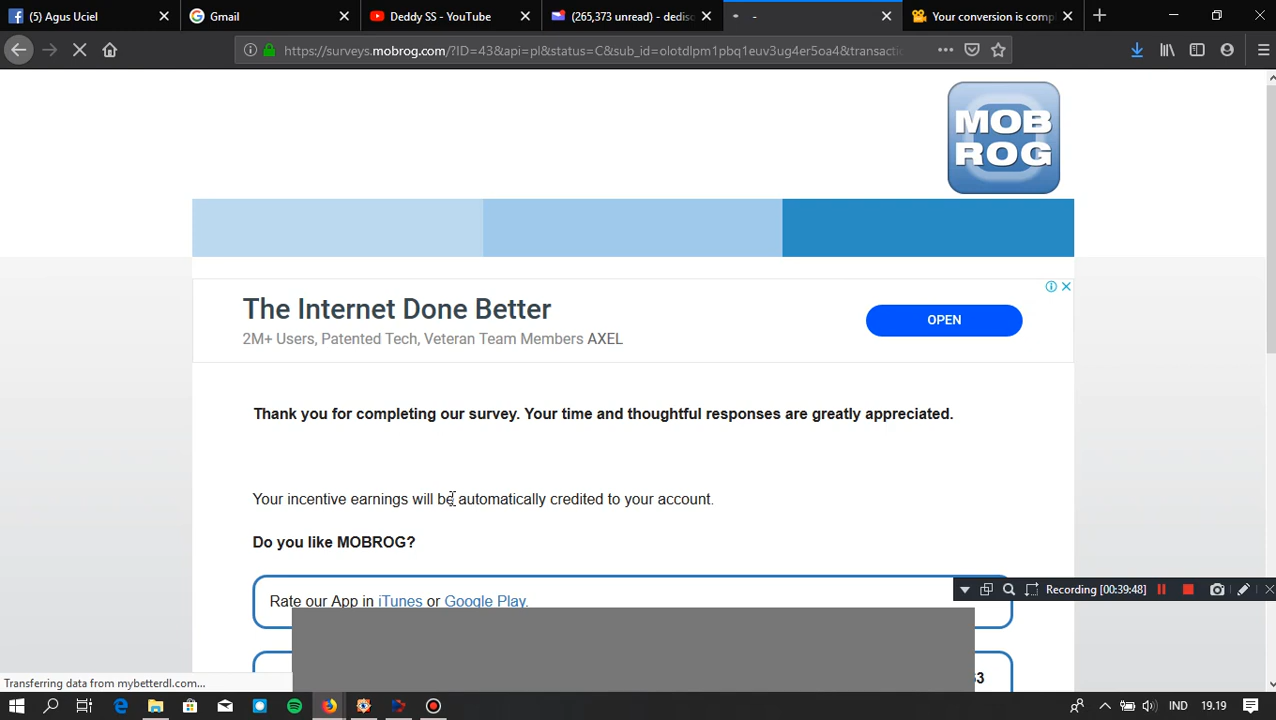 (5) Agus Uciel
Gmail
Deddy SS - YouTube
(265,373 unread) - dedisc
-
Your conversion is comp
https://surveys.mobrog.com/?ID=43&api=pl&status=C&sub_id=olotdlpm1pbq1euv3ug4er5oa4&transacti
MOB
ROG
The Internet Done Better
2M+ Users, Patented Tech, Veteran Team Members AXEL
OPEN
Thank you for completing our survey. Your time and thoughtful responses are greatly appreciated.
Your incentive earnings will be automatically credited to your account.
Do you like MOBROG?
Recording [00:39:48]
Rate our App in iTunes or Google Play.
Transferring data from mybetterdl.com...
IND
19.19